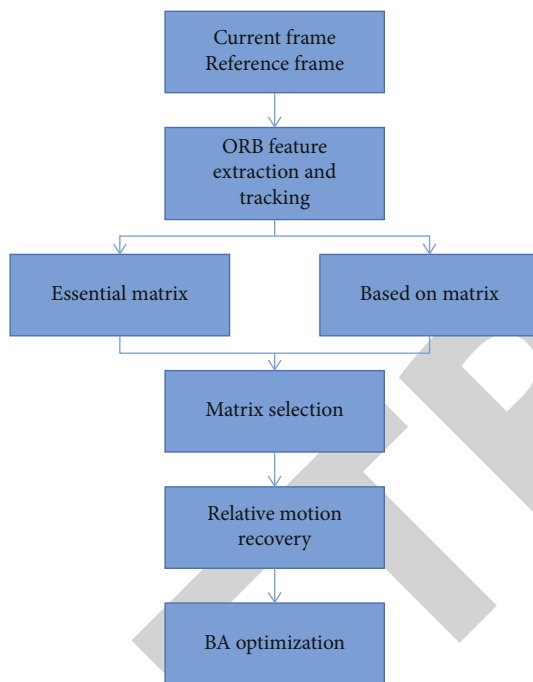 Current frame
Reference frame
ORB feature
extraction and
tracking
Essential matrix
Based on matrix
Matrix selection
Relative motion
recovery
BA optimization